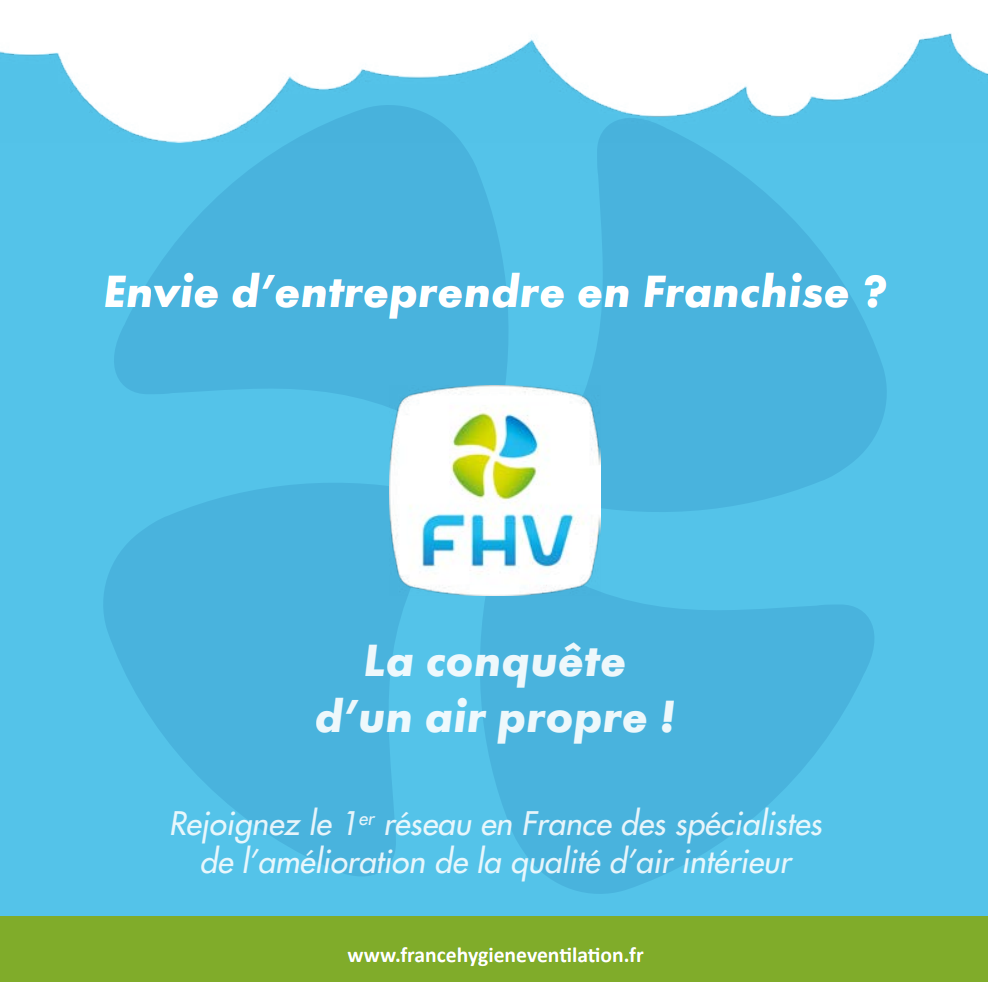 Envie d’entreprendre en Franchise ?
FHV
La conquête
d’un air propre !
Rejoignez le 1er réseau en France des spécialistes
de l’amélioration de la qualité d’air intérieur
www.francehygieneventilation.fr